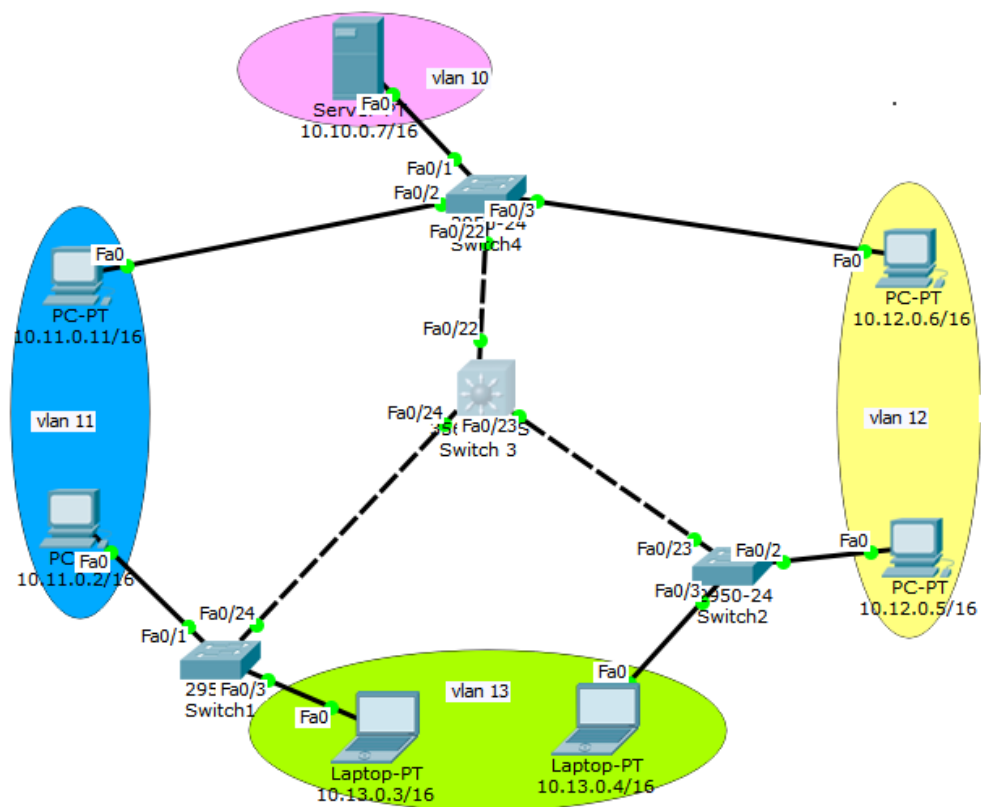 vlan 10
Fa0
10.10.0.7/16
Fa0/1
Fa0/2
Fa0/3
Fa0/22
Switch4
Fa0
PC-PT
10.11.0.11/16
Fa0
PC-PT
10.12.0.6/16
Fa0/22
vlan 11
Fa0/24
Fa0/23
Switch 3
vlan 12
PC
Fa0
10.11.0.2/16
Fa0/23
Fa0/2
Fa0
PC-PT
10.12.0.5/16
Fa0/3
2950-24
Switch2
Fa0/24
Fa0/1
Fa0/3
Switch1
Fa0
vlan 13
Fa0
Laptop-PT
10.13.0.3/16
Laptop-PT
10.13.0.4/16